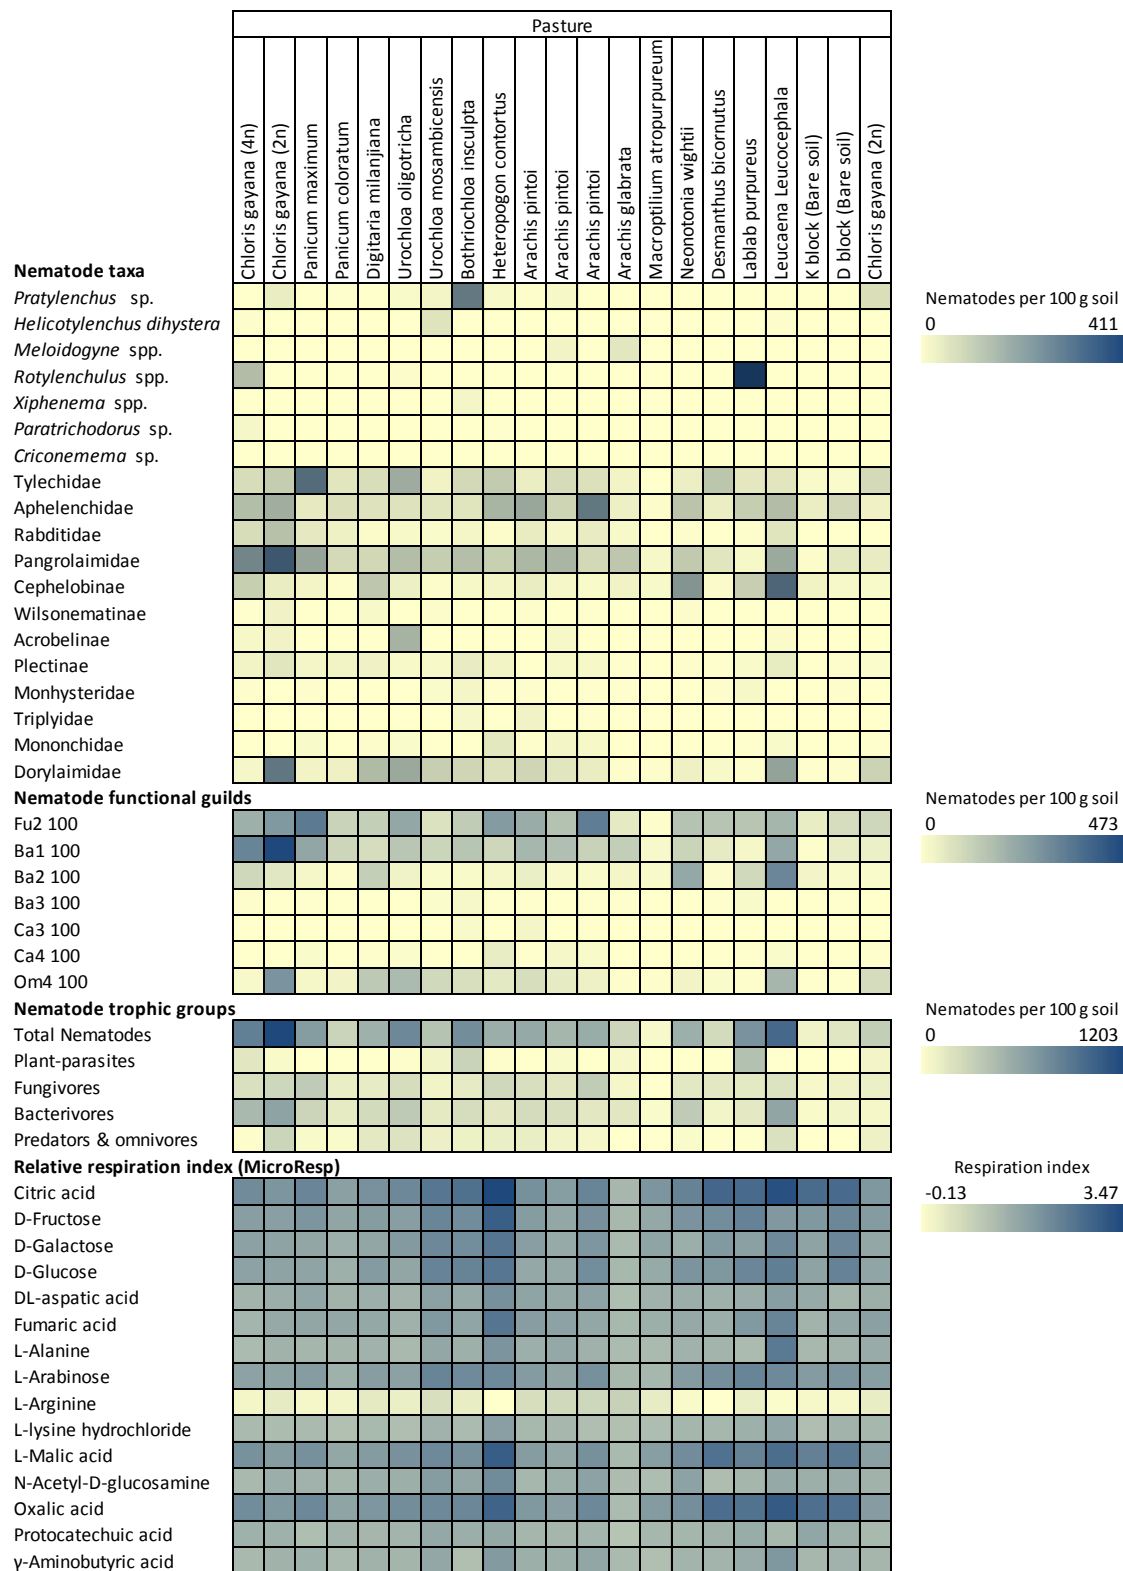 Pasture
Chloris gayana (4n)
Chloris gayana (2n)
Panicum maximum
Panicum coloratum
Digitaria milanjiana
Urochloa oligotricha
Urochloa mosambicensis
Bothriochloa insculpta
Heteropogon contortus
Arachis pintoi
Arachis pintoi
Arachis pintoi
Arachis glabrata
Macroptilium atropurpureum
Neonotonia wightii
Desmanthus bicornutus
Lablab purpureus
Leucaena Leucocephala
K block (Bare soil)
D block (Bare soil)
Chloris gayana (2n)
Nematode taxa
Pratylenchus sp.
Helicotylenchus dihystera
Meloidogyne spp.
Rotylenchulus spp.
Xiphenema spp.
Paratrichodorus sp.
Criconemema sp.
Tylechidae
Aphelenchidae
Rabditidae
Pangrolaimidae
Cephelobinae
Wilsonematinae
Acrobelinae
Plectinae
Monhysteridae
Triplyidae
Mononchidae
Dorylaimidae
Nematodes per 100 g soil
0 411
Nematode functional guilds
Fu2 100
Ba1 100
Ba2 100
Ba3 100
Ca3 100
Ca4 100
Om4 100
Nematodes per 100 g soil
0 473
Nematode trophic groups
Total Nematodes
Plant-parasites
Fungivores
Bacterivores
Predators & omnivores
Nematodes per 100 g soil
0 1203
Relative respiration index (MicroResp)
Citric acid
D-Fructose
D-Galactose
D-Glucose
DL-aspatic acid
Fumaric acid
L-Alanine
L-Arabinose
L-Arginine
L-lysine hydrochloride
L-Malic acid
N-Acetyl-D-glucosamine
Oxalic acid
Protocatechuic acid
γ-Aminobutyric acid
Respiration index
-0.13 3.47